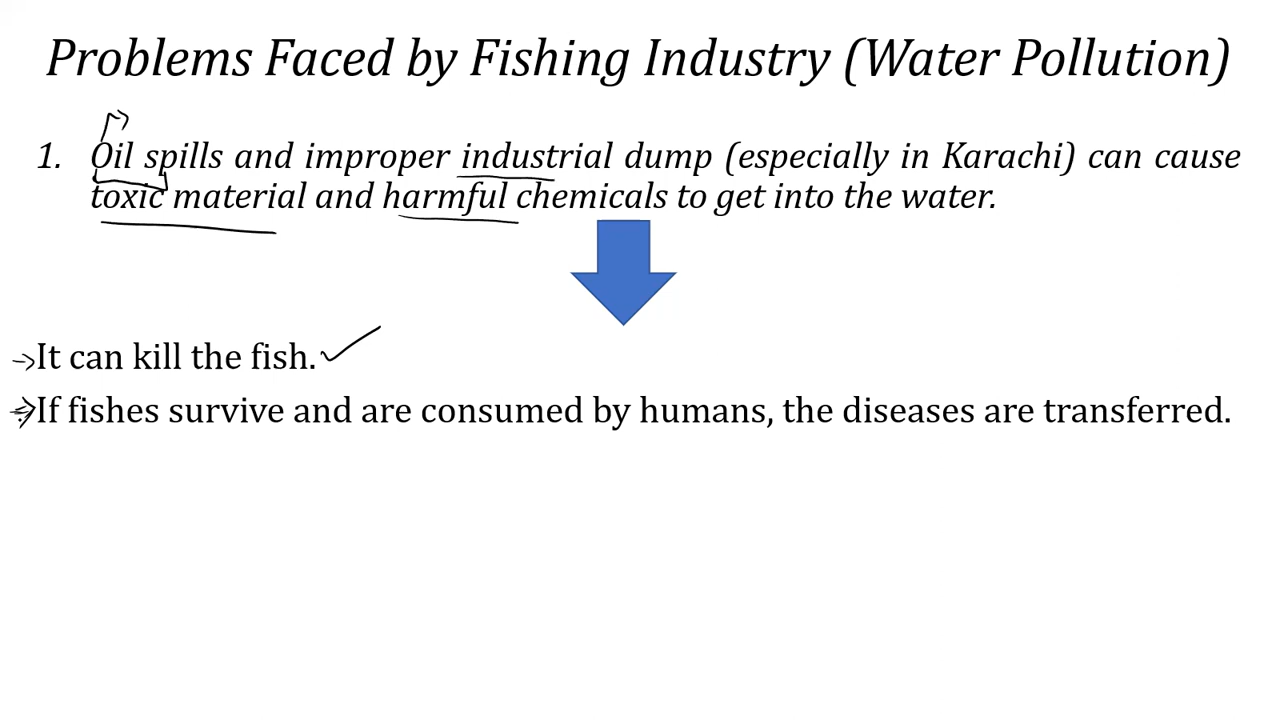 Problems Faced by Fishing Industry (Water Pollution)
1. Oil spills and improper industrial dump (especially in Karachi) can cause
toxic material and harmful chemicals to get into the water.
It can kill the fish.
If fishes survive and are consumed by humans, the diseases are transferred.